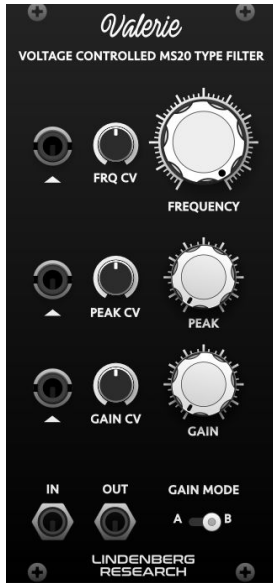 Valerie
VOLTAGE CONTROLLED MS20 TYPE FILTER
FRQ CV
FREQUENCY
PEAK CV
PEAK
GAIN CV
GAIN
IN OUT GAIN MODE
A B
LINDENBERG
RESEARCH